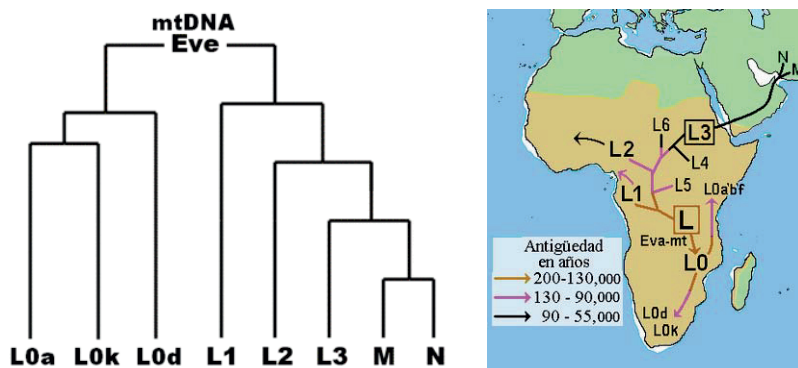 mtDNA
Eve
L0a L0k L0d L1 L2 L3 M N
N
M
L6
L3
L2
L4
L5
L0a'b'f
L1
L
Eva-mt
L0
Antigüedad
en años
200-130,000
130 - 90,000
90 - 55,000
L0d
L0k